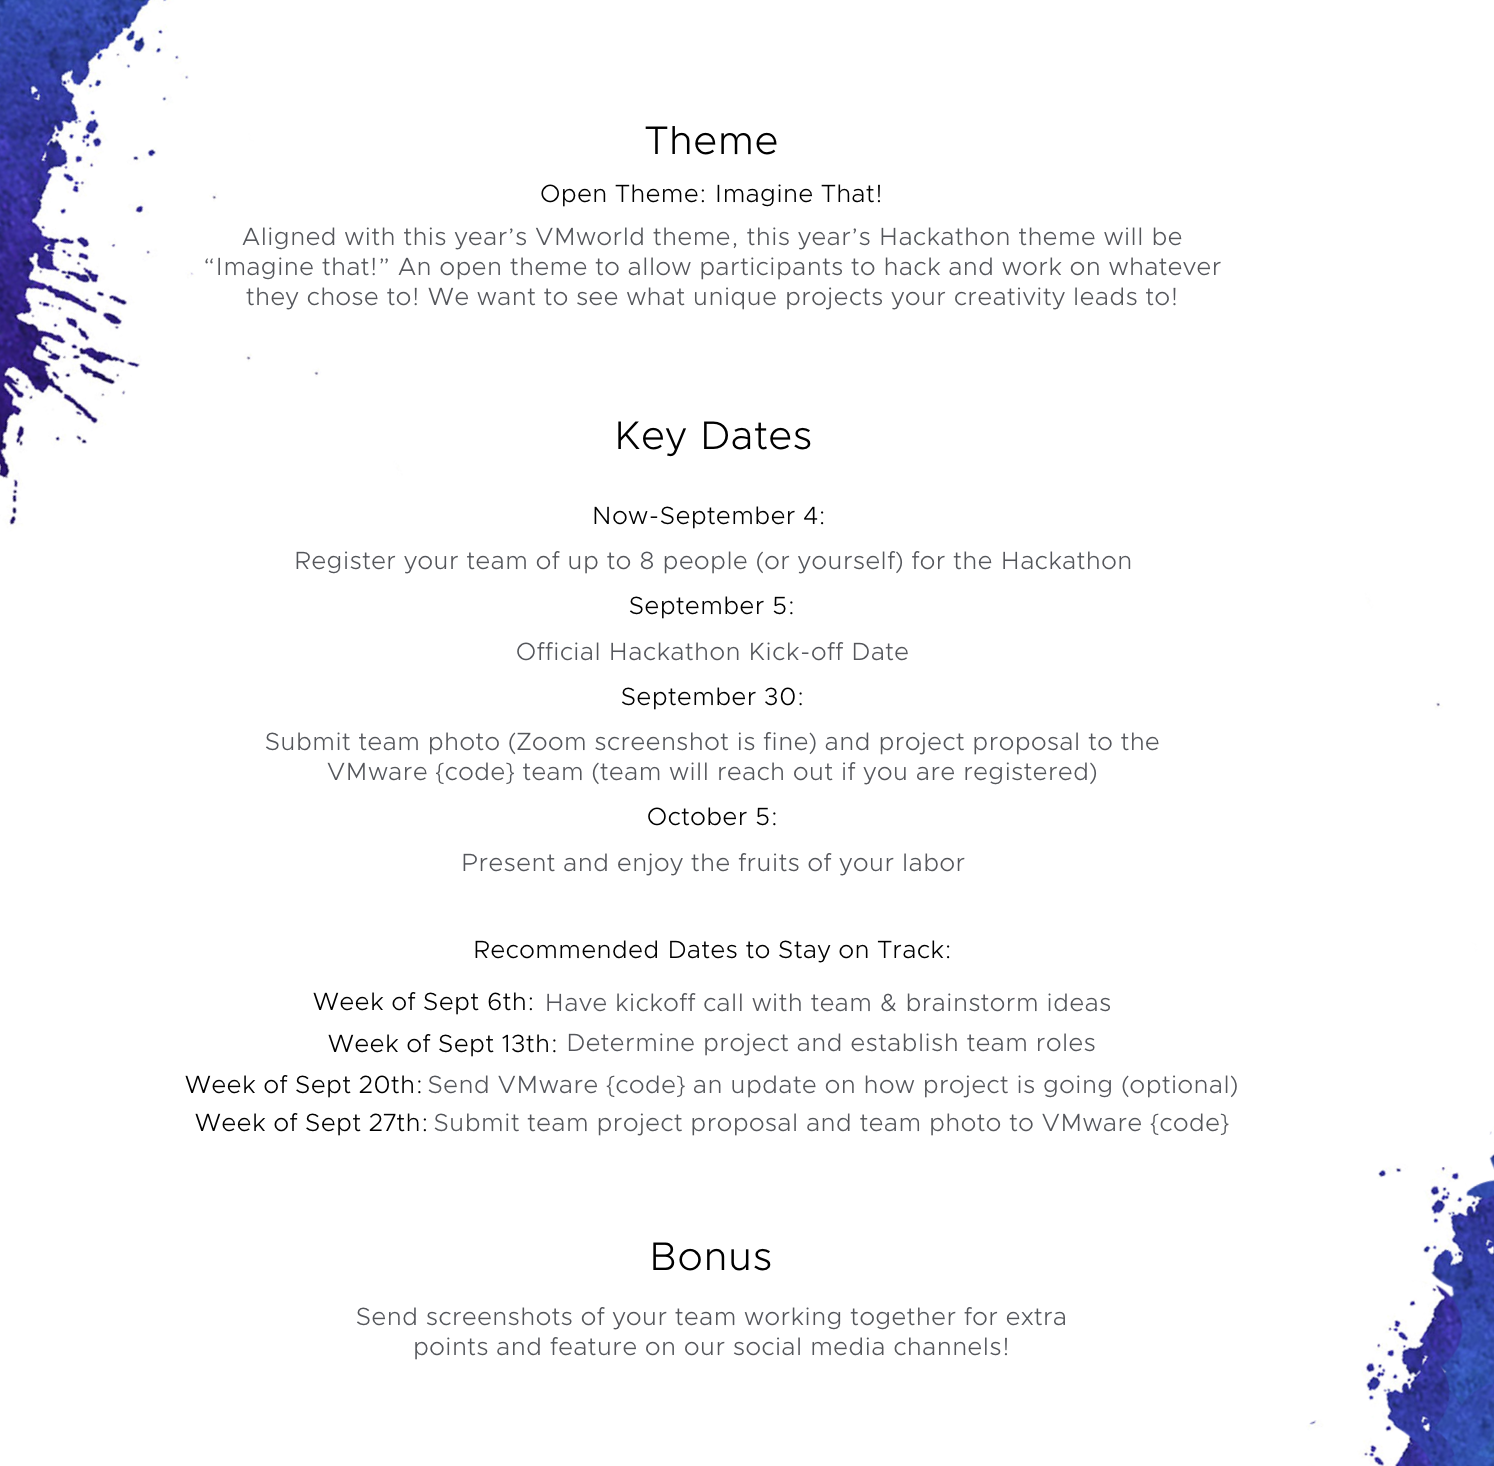 Theme
Open Theme: Imagine That!
Aligned with this year’s VMworld theme, this year’s Hackathon theme will be
“Imagine that!” An open theme to allow participants to hack and work on whatever
they chose to! We want to see what unique projects your creativity leads to!
Key Dates
Now-September 4:
Register your team of up to 8 people (or yourself) for the Hackathon
September 5:
Official Hackathon Kick-off Date
September 30:
Submit team photo (Zoom screenshot is fine) and project proposal to the
VMware {code} team (team will reach out if you are registered)
October 5:
Present and enjoy the fruits of your labor
Recommended Dates to Stay on Track:
Week of Sept 6th: Have kickoff call with team & brainstorm ideas
Week of Sept 13th: Determine project and establish team roles
Week of Sept 20th: Send VMware {code} an update on how project is going (optional)
Week of Sept 27th: Submit team project proposal and team photo to VMware {code}
Bonus
Send screenshots of your team working together for extra
points and feature on our social media channels!